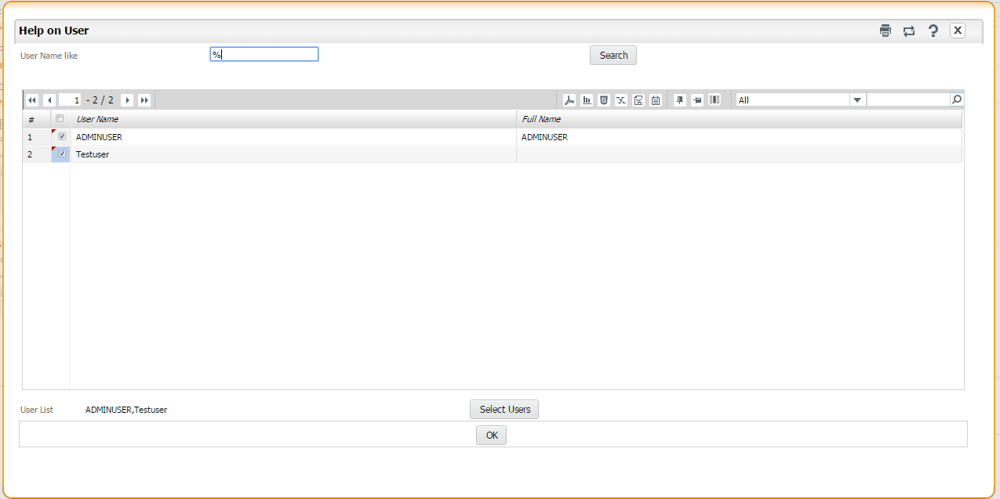 Help on User
User Name like
%
Search
1 - 2 / 2
All
# User Name Full Name
1 ADMINUSER ADMINUSER
2 Testuser
User List ADMINUSER,Testuser Select Users
OK